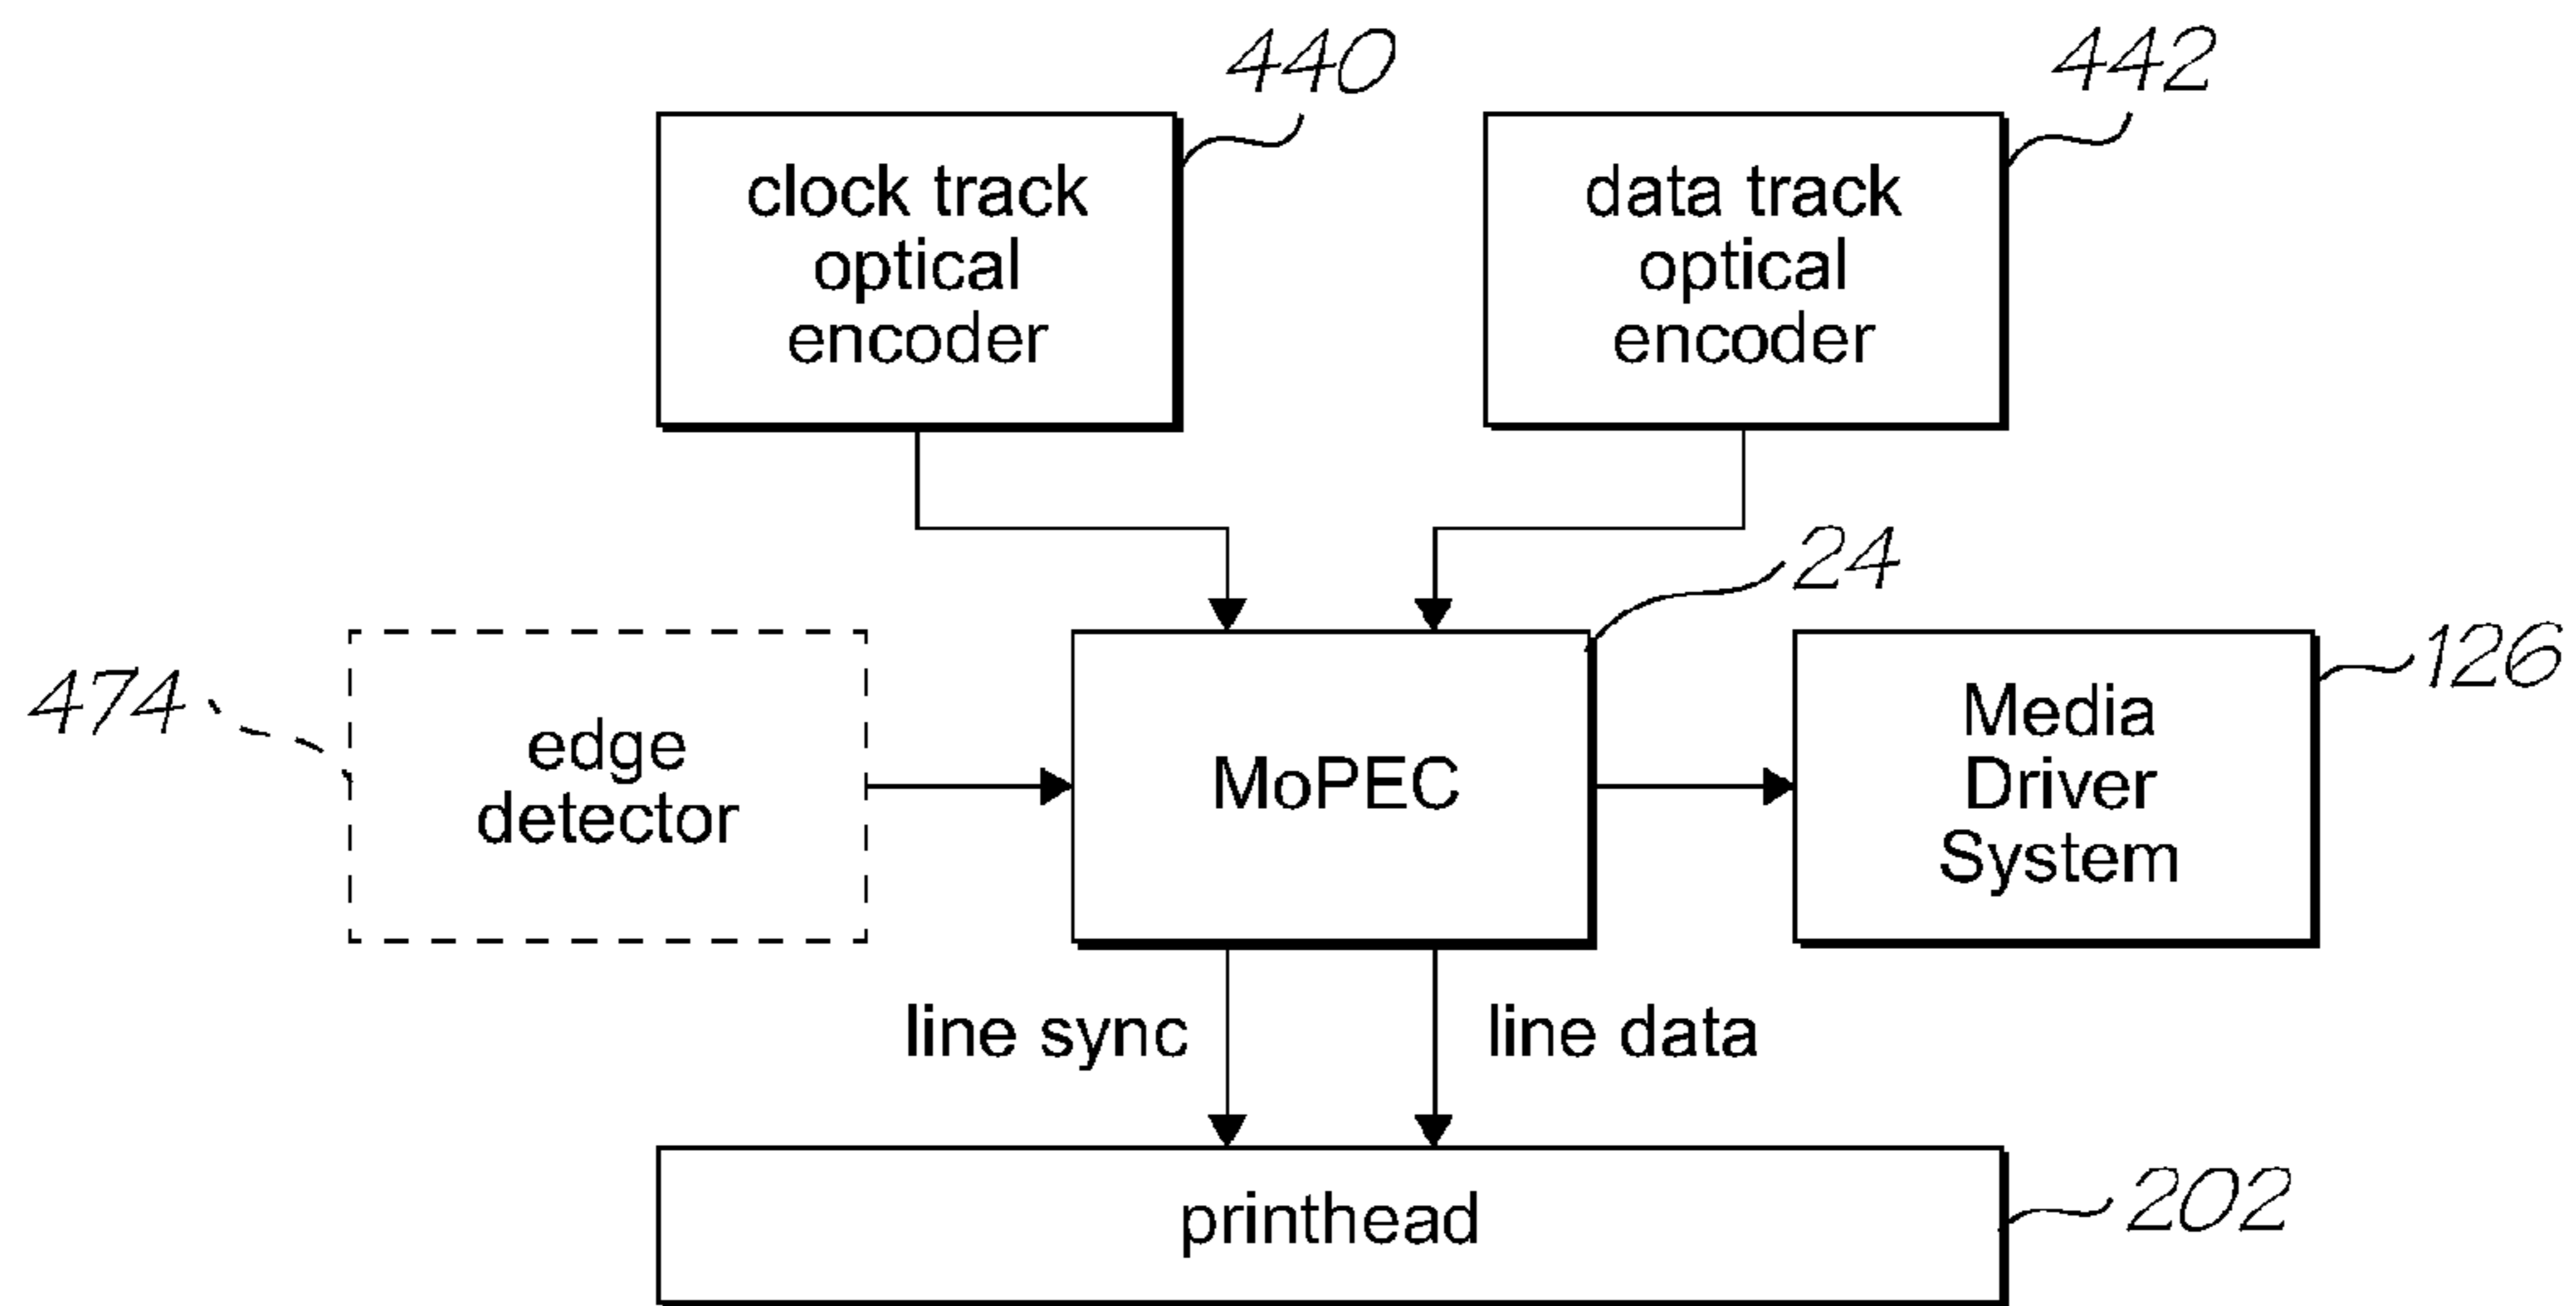 440
442
clock track
optical
encoder
data track
optical
encoder
24
126
474
edge
detector
MoPEC
Media
Driver
System
line sync
line data
printhead
202